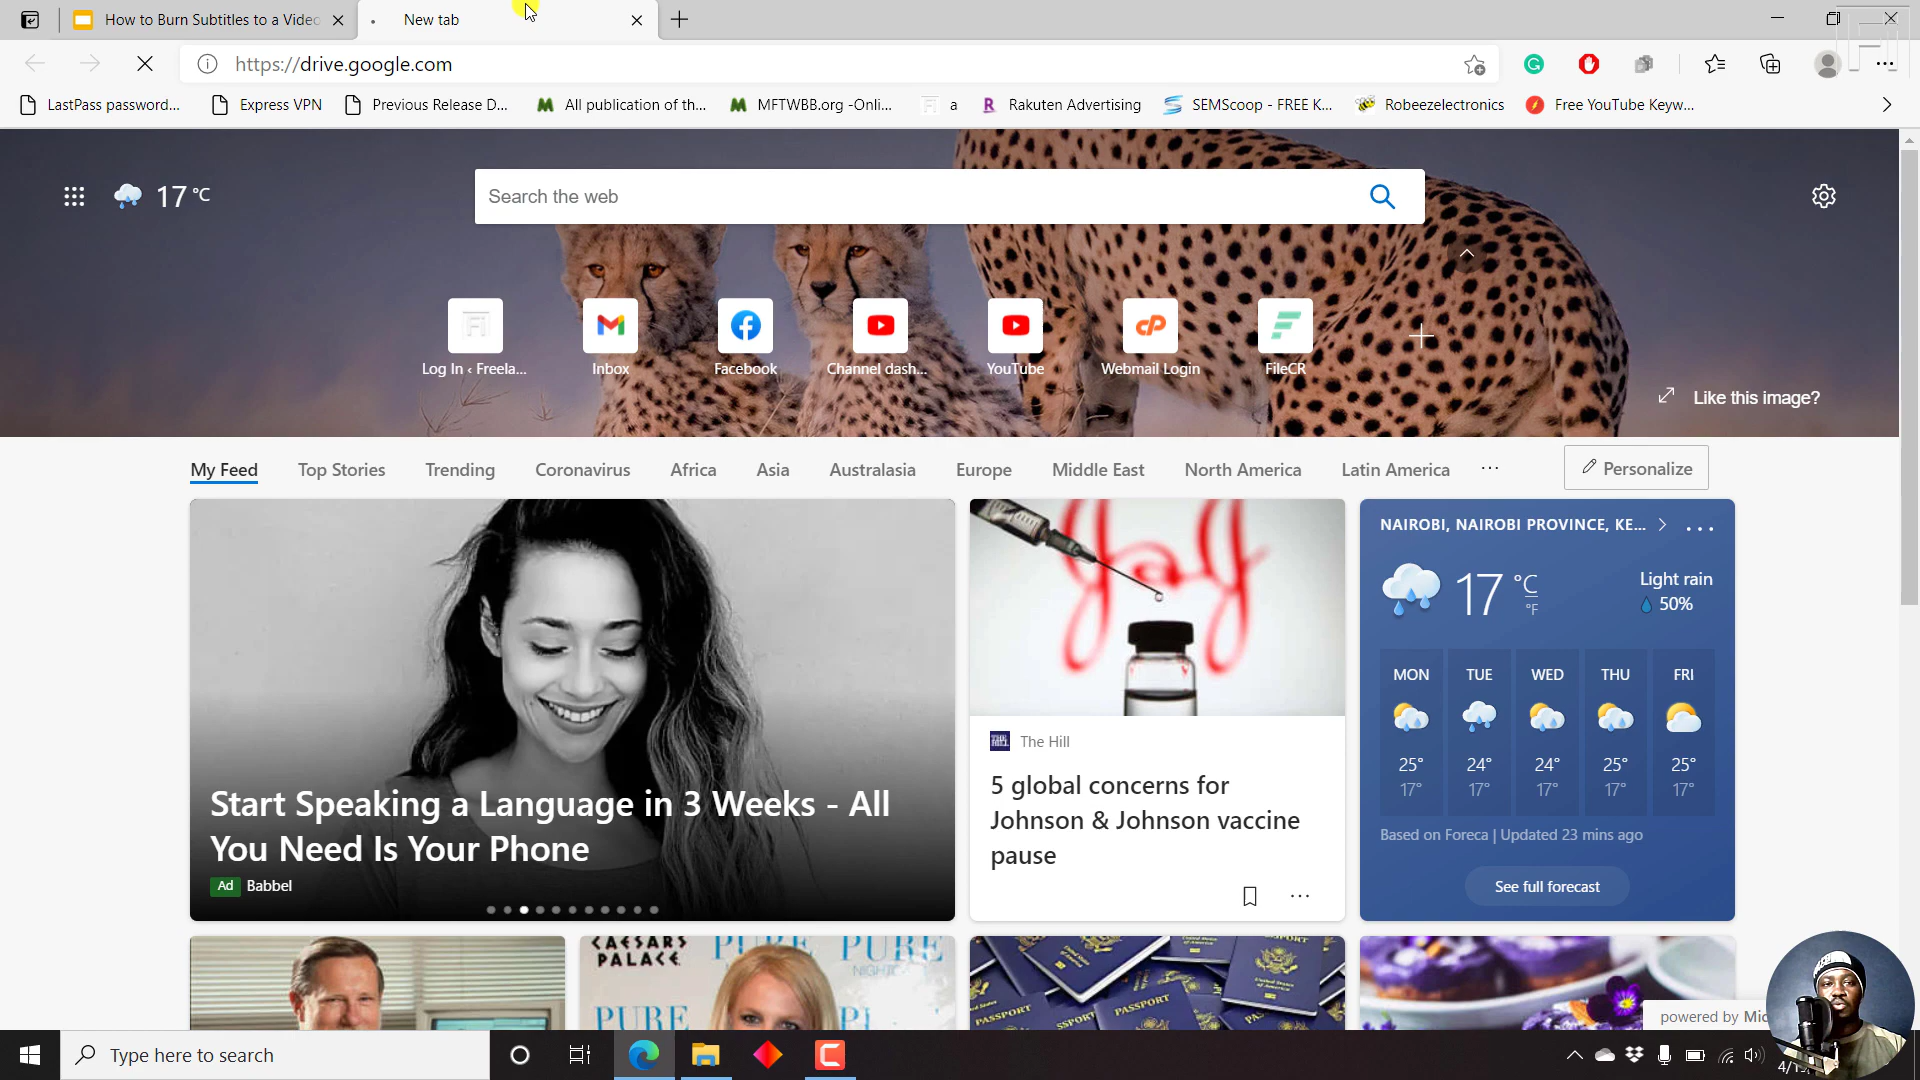 How to Burn Subtitles to a Video
New tab
https://drive.google.com
LastPass password...
Express VPN
Previous Release D...
All publication of th...
MFTWBB.org -Onli...
a
Rakuten Advertising
SEMScoop - FREE K...
Robeezelectronics
Free YouTube Keyw...
17 °C
Search the web
Log In ‹ Freela...
Inbox
Facebook
Channel dash...
YouTube
Webmail Login
FileCR
Like this image?
My Feed
Top Stories
Trending
Coronavirus
Africa
Asia
Australasia
Europe
Middle East
North America
Latin America
Personalize
Start Speaking a Language in 3 Weeks - All
You Need Is Your Phone
Ad Babbel
The Hill
5 global concerns for
Johnson & Johnson vaccine
pause
NAIROBI, NAIROBI PROVINCE, KE...
17 °C
°F
Light rain
50%
MON TUE WED THU FRI
25° 24° 24° 25° 25°
17° 17° 17° 17° 17°
Based on Foreca | Updated 23 mins ago
See full forecast
CAESARS
PALACE
PURE PURE
NIGHT
PURE
PASSPORT
PASSPORT
powered by Mic
Type here to search